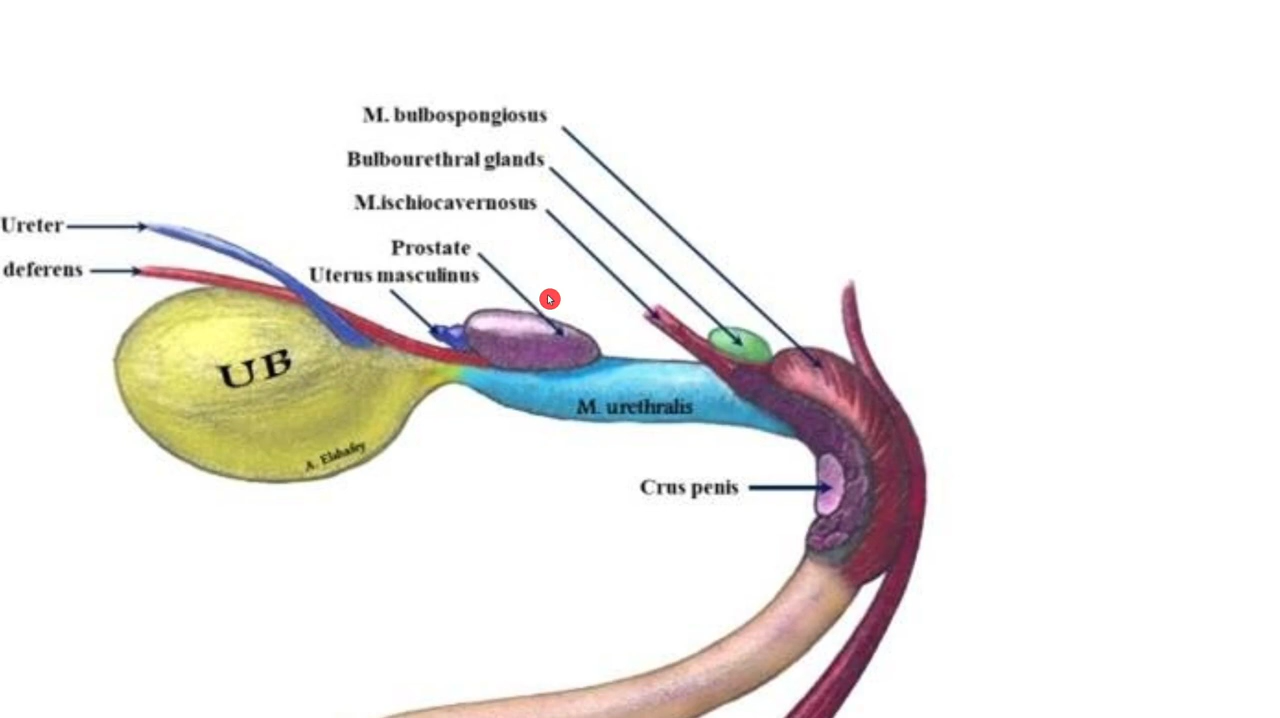 M. bulbospongiosus
Bulbourethral glands
M.ischiocavernosus
Ureter
Prostate
deferens
Uterus masculinus
UB
M. urethralis
A. Elshafey
Crus penis